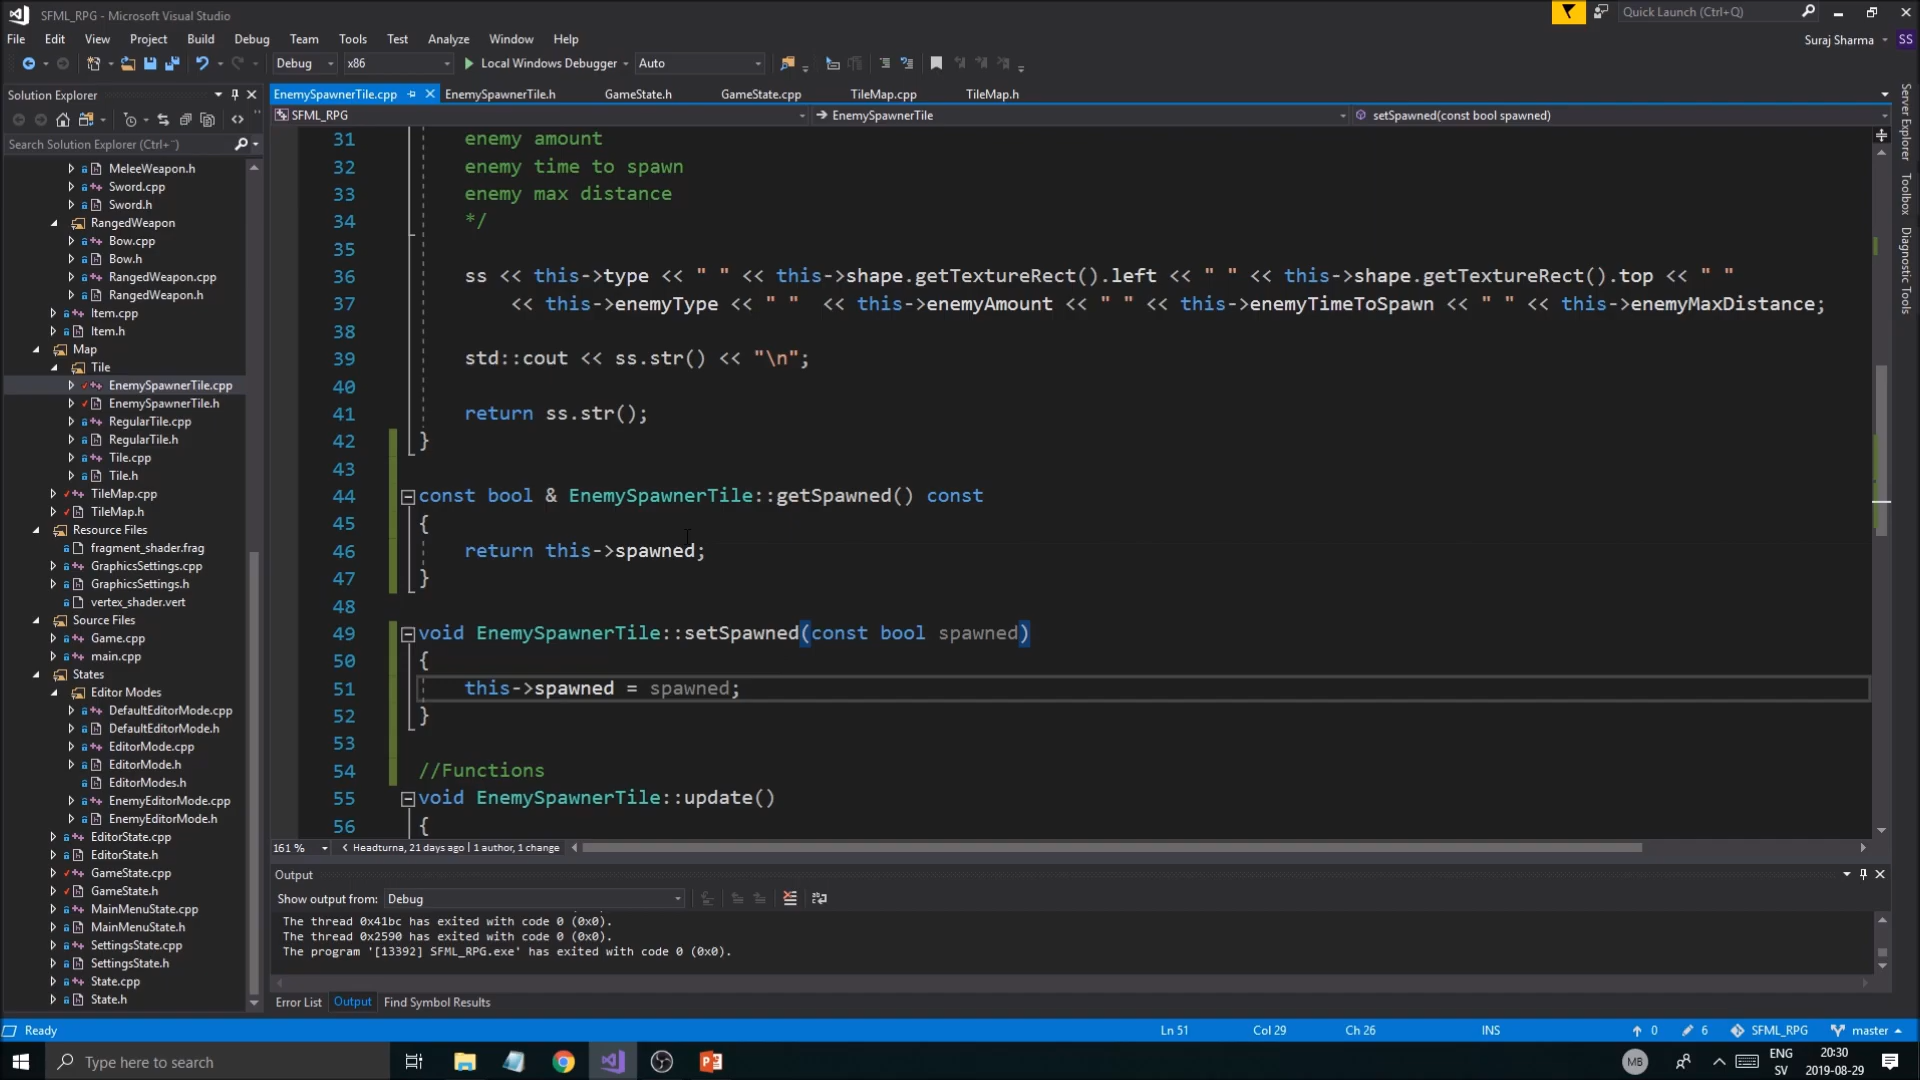 SFML_RPG - Microsoft Visual Studio
Quick Launch (Ctrl+Q)
File Edit View Project Build Debug Team Tools Test Analyze Window Help
Suraj Sharma SS
Debug x86 Local Windows Debugger Auto
Solution Explorer
Search Solution Explorer (Ctrl+¨)
MeleeWeapon.h
Sword.cpp
Sword.h
RangedWeapon
Bow.cpp
Bow.h
RangedWeapon.cpp
RangedWeapon.h
Item.cpp
Item.h
Map
Tile
EnemySpawnerTile.cpp
EnemySpawnerTile.h
RegularTile.cpp
RegularTile.h
Tile.cpp
Tile.h
TileMap.cpp
TileMap.h
Resource Files
fragment_shader.frag
GraphicsSettings.cpp
GraphicsSettings.h
vertex_shader.vert
Source Files
Game.cpp
main.cpp
States
Editor Modes
DefaultEditorMode.cpp
DefaultEditorMode.h
EditorMode.cpp
EditorMode.h
EditorModes.h
EnemyEditorMode.cpp
EnemyEditorMode.h
EditorState.cpp
EditorState.h
GameState.cpp
GameState.h
MainMenuState.cpp
MainMenuState.h
SettingsState.cpp
SettingsState.h
State.cpp
State.h
EnemySpawnerTile.cpp EnemySpawnerTile.h GameState.h GameState.cpp TileMap.cpp TileMap.h
SFML_RPG EnemySpawnerTile setSpawned(const bool spawned)
31 enemy amount
32 enemy time to spawn
33 enemy max distance
34 */
35
36 ss << this->type << " " << this->shape.getTextureRect().left << " " << this->shape.getTextureRect().top << " "
37 << this->enemyType << " "  << this->enemyAmount << " " << this->enemyTimeToSpawn << " " << this->enemyMaxDistance;
38
39 std::cout << ss.str() << "\n";
40
41 return ss.str();
42 }
43
44 const bool & EnemySpawnerTile::getSpawned() const
45 {
46 return this->spawned;
47 }
48
49 void EnemySpawnerTile::setSpawned(const bool spawned)
50 {
51 this->spawned = spawned;
52 }
53
54 //Functions
55 void EnemySpawnerTile::update()
56 {
161 % Headturna, 21 days ago | 1 author, 1 change
Output
Show output from: Debug
The thread 0x41bc has exited with code 0 (0x0).
The thread 0x2590 has exited with code 0 (0x0).
The program '[13392] SFML_RPG.exe' has exited with code 0 (0x0).
Error List Output Find Symbol Results
Server Explorer
Toolbox
Diagnostic Tools
Ready Ln 51 Col 29 Ch 26 INS 0 6 SFML_RPG master
Type here to search
MB
ENG
SV
20:30
2019-08-29